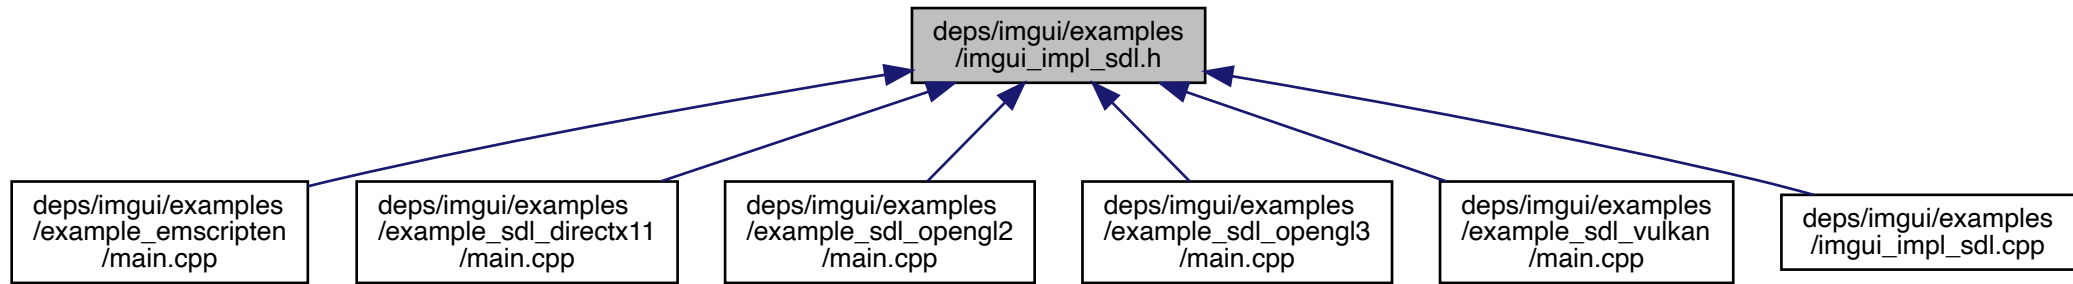 deps/imgui/examples
/imgui_impl_sdl.h
deps/imgui/examples
/example_emscripten
/main.cpp
deps/imgui/examples
/example_sdl_directx11
/main.cpp
deps/imgui/examples
/example_sdl_opengl2
/main.cpp
deps/imgui/examples
/example_sdl_opengl3
/main.cpp
deps/imgui/examples
/example_sdl_vulkan
/main.cpp
deps/imgui/examples
/imgui_impl_sdl.cpp